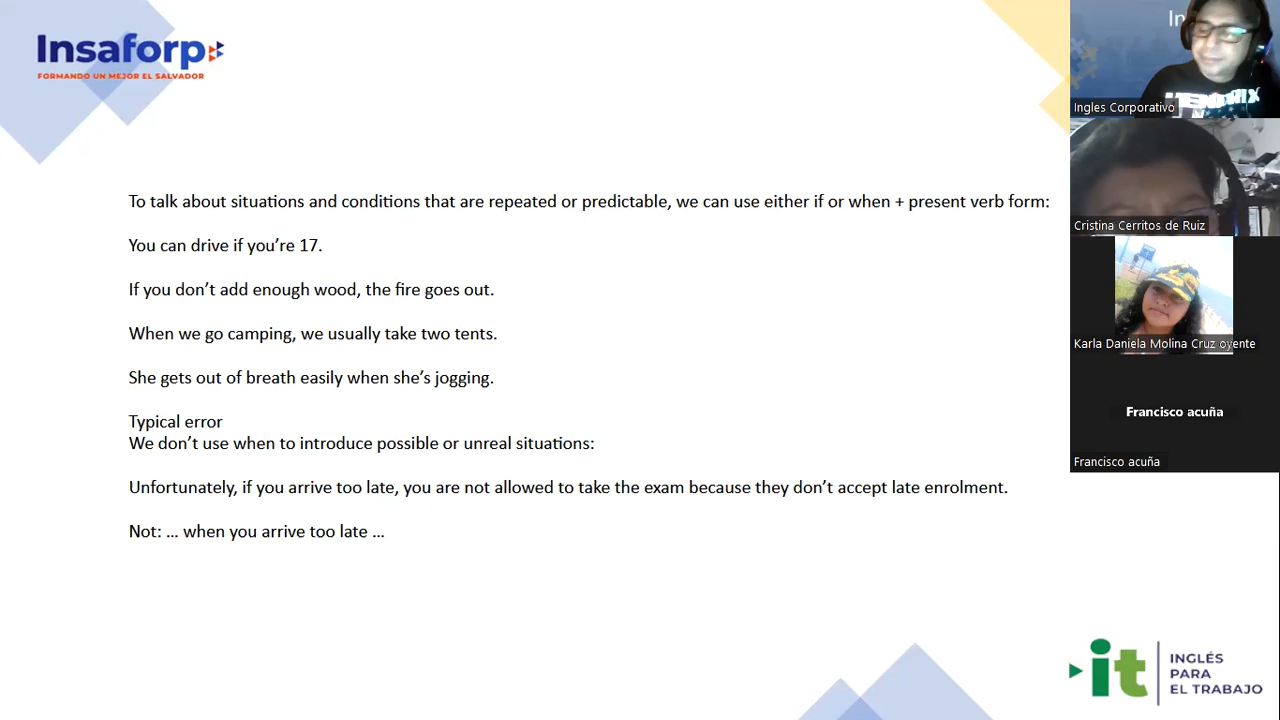 Insaforp
FORMANDO UN MEJOR EL SALVADOR
To talk about situations and conditions that are repeated or predictable, we can use either if or when + present verb form:
You can drive if you’re 17.
If you don’t add enough wood, the fire goes out.
When we go camping, we usually take two tents.
She gets out of breath easily when she’s jogging.
Typical error
We don’t use when to introduce possible or unreal situations:
Unfortunately, if you arrive too late, you are not allowed to take the exam because they don’t accept late enrolment.
Not: … when you arrive too late …
In
HENDRIX
Ingles Corporativo
Cristina Cerritos de Ruiz
Karla Daniela Molina Cruz oyente
Francisco acuña
Francisco acuña
it
INGLÉS
PARA
EL TRABAJO